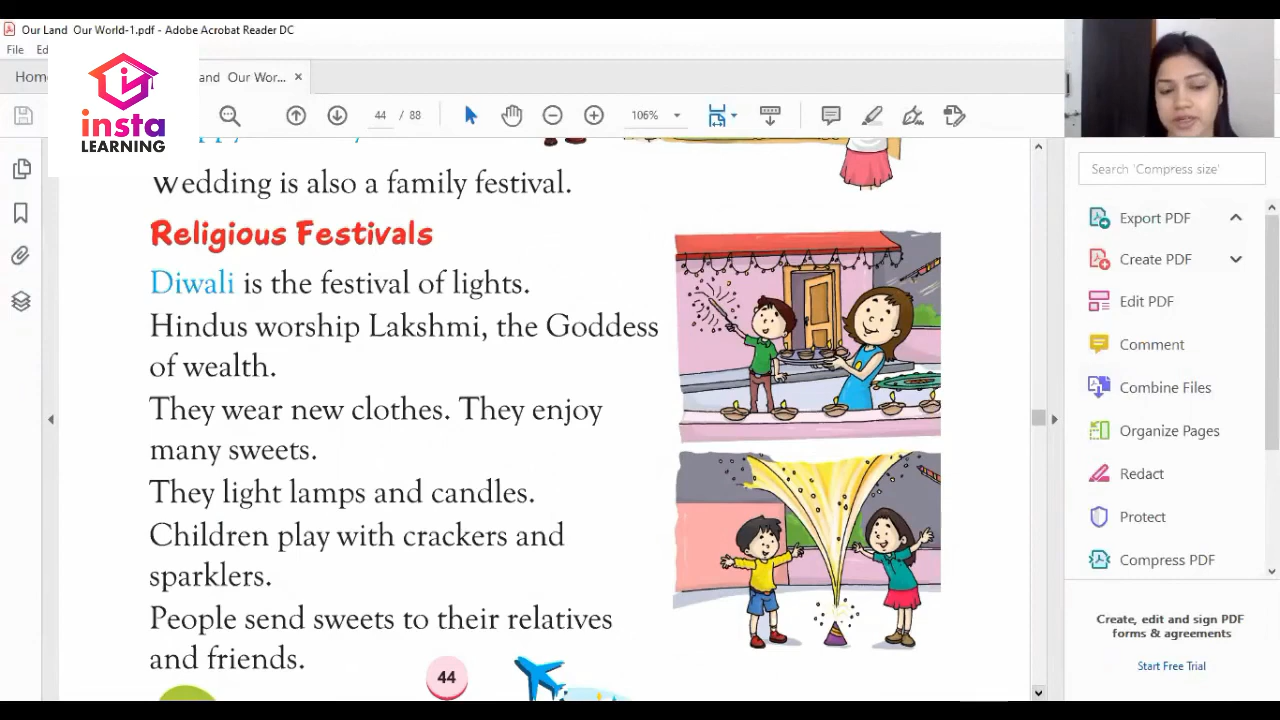 Our Land Our World-1.pdf - Adobe Acrobat Reader DC
File Ed
Hom
and Our Wor... ×
insta
LEARNING
44 / 88
106%
Search 'Compress size'
Wedding is also a family festival.
Religious Festivals
Diwali is the festival of lights.
Hindus worship Lakshmi, the Goddess
of wealth.
They wear new clothes. They enjoy
many sweets.
They light lamps and candles.
Children play with crackers and
sparklers.
People send sweets to their relatives
and friends.
44
Export PDF
Create PDF
Edit PDF
Comment
Combine Files
Organize Pages
Redact
Protect
Compress PDF
Create, edit and sign PDF
forms & agreements
Start Free Trial